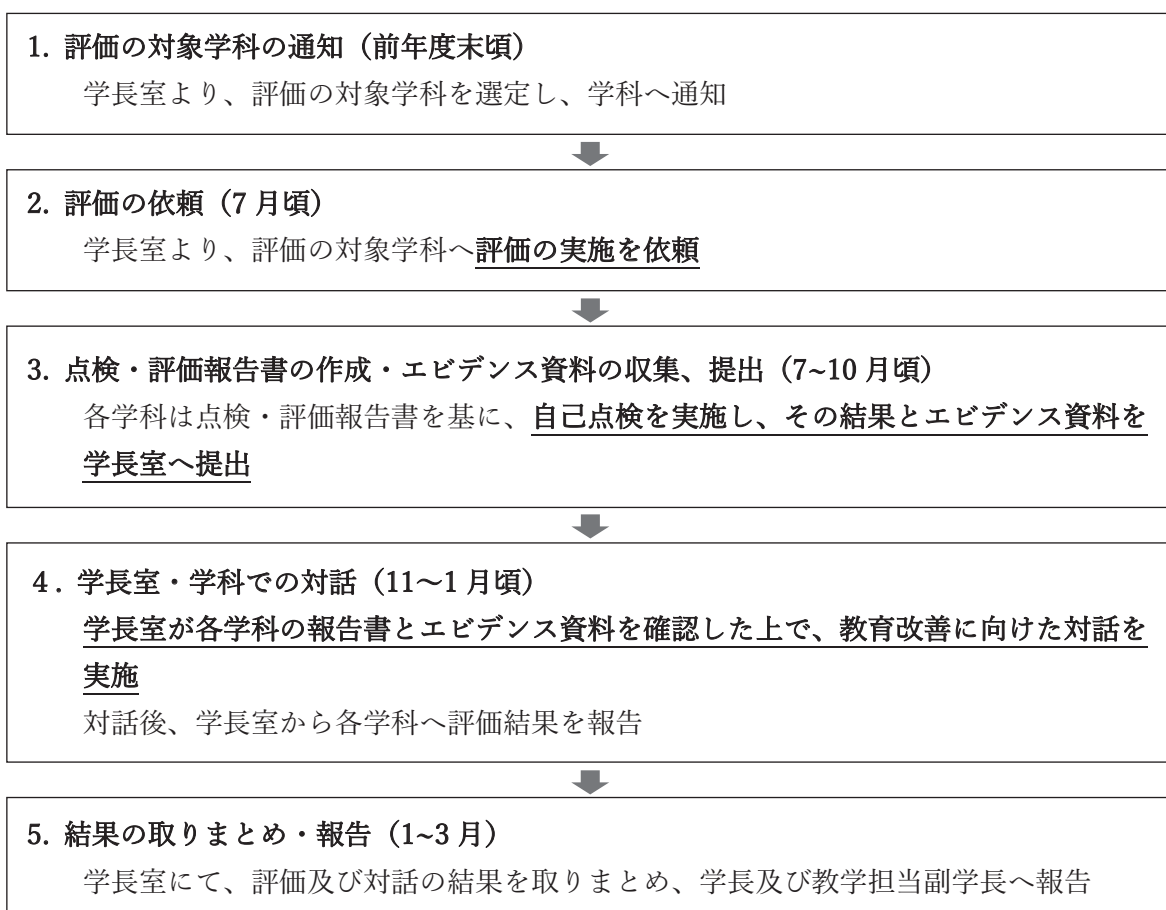 1. 評価の対象学科の通知（前年度末頃）
学長室より、評価の対象学科を選定し、学科へ通知
2. 評価の依頼（7 月頃）
学長室より、評価の対象学科へ評価の実施を依頼
3. 点検・評価報告書の作成・エビデンス資料の収集、提出（7~10 月頃）
各学科は点検・評価報告書を基に、自己点検を実施し、その結果とエビデンス資料を
学長室へ提出
４. 学長室・学科での対話（11～1 月頃）
学長室が各学科の報告書とエビデンス資料を確認した上で、教育改善に向けた対話を
実施
対話後、学長室から各学科へ評価結果を報告
5. 結果の取りまとめ・報告（1~3 月）
学長室にて、評価及び対話の結果を取りまとめ、学長及び教学担当副学長へ報告